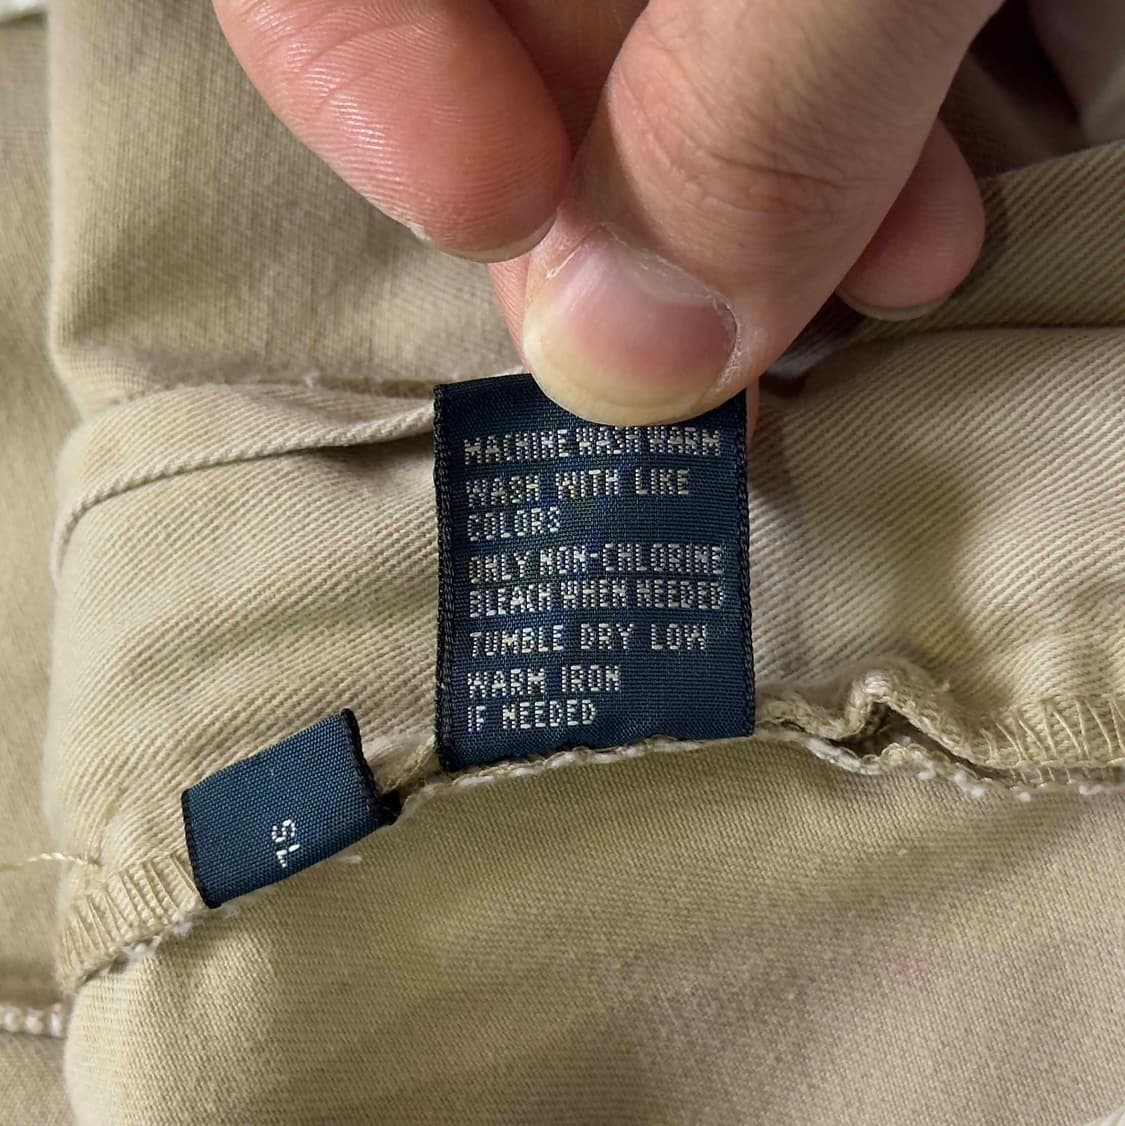 MACHINE WASH WARM
WASH WITH LIKE
COLORS
ONLY NON-CHLORINE
BLEACH WHEN NEEDED
TUMBLE DRY LOW
WARM IRON
IF NEEDED